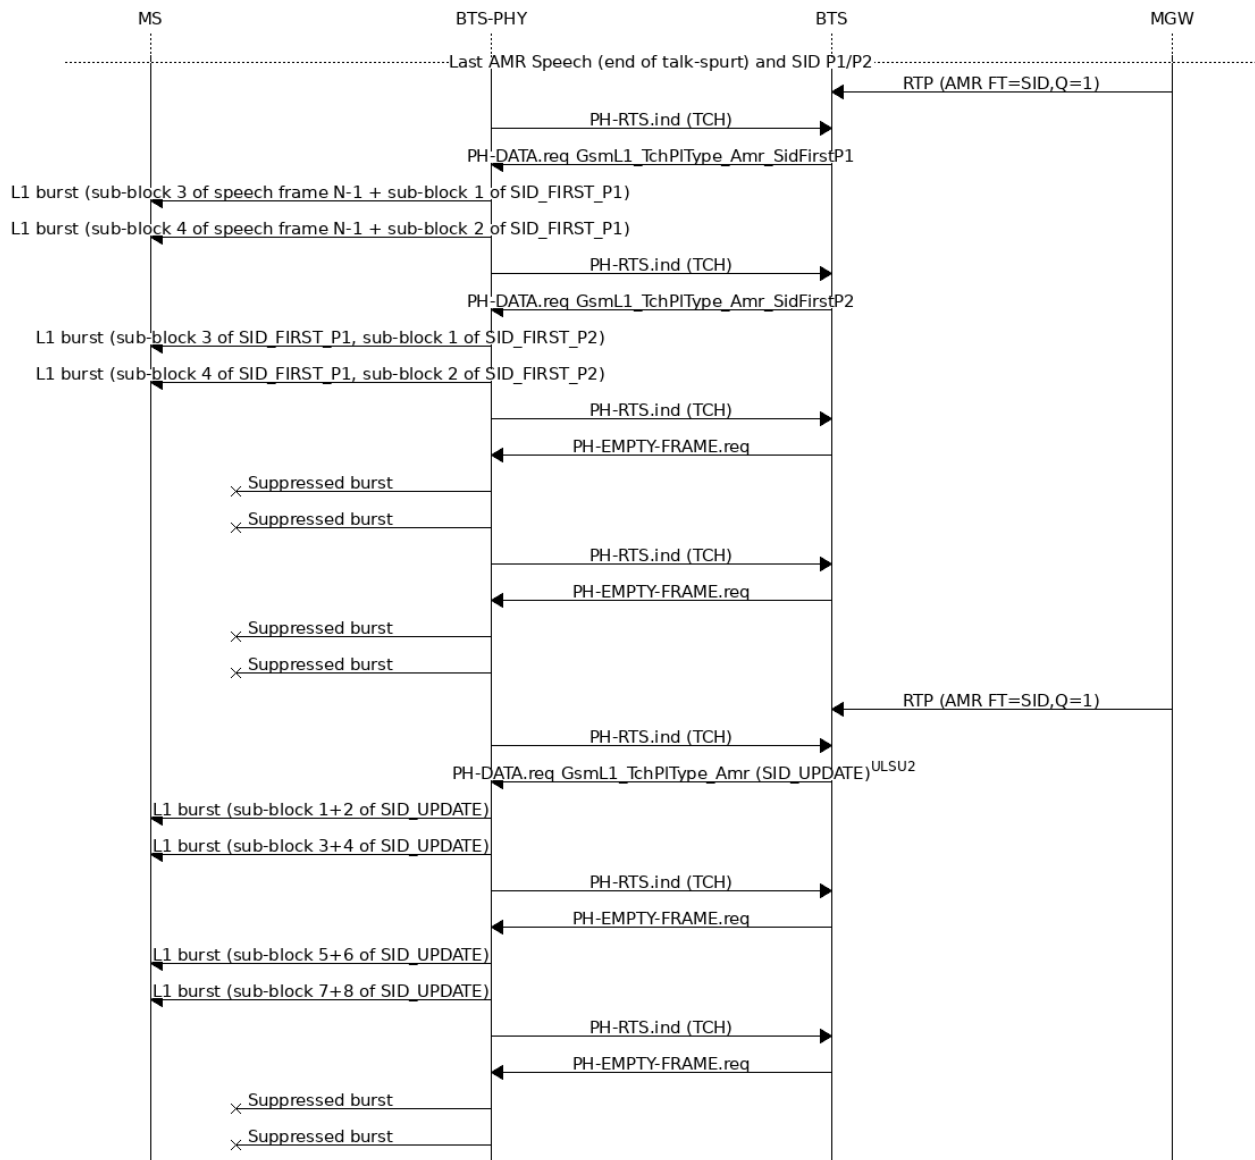 MS BTS-PHY BTS MGW
Last AMR Speech (end of talk-spurt) and SID P1/P2
RTP (AMR FT=SID,Q=1)
PH-RTS.ind (TCH)
PH-DATA.req GsmL1_TchPlType_Amr_SidFirstP1
L1 burst (sub-block 3 of speech frame N-1 + sub-block 1 of SID_FIRST_P1)
L1 burst (sub-block 4 of speech frame N-1 + sub-block 2 of SID_FIRST_P1)
PH-RTS.ind (TCH)
PH-DATA.req GsmL1_TchPlType_Amr_SidFirstP2
L1 burst (sub-block 3 of SID_FIRST_P1, sub-block 1 of SID_FIRST_P2)
L1 burst (sub-block 4 of SID_FIRST_P1, sub-block 2 of SID_FIRST_P2)
PH-RTS.ind (TCH)
PH-EMPTY-FRAME.req
Suppressed burst
Suppressed burst
PH-RTS.ind (TCH)
PH-EMPTY-FRAME.req
Suppressed burst
Suppressed burst
RTP (AMR FT=SID,Q=1)
PH-RTS.ind (TCH)
PH-DATA.req GsmL1_TchPlType_Amr (SID_UPDATE)ULSU2
L1 burst (sub-block 1+2 of SID_UPDATE)
L1 burst (sub-block 3+4 of SID_UPDATE)
PH-RTS.ind (TCH)
PH-EMPTY-FRAME.req
L1 burst (sub-block 5+6 of SID_UPDATE)
L1 burst (sub-block 7+8 of SID_UPDATE)
PH-RTS.ind (TCH)
PH-EMPTY-FRAME.req
Suppressed burst
Suppressed burst